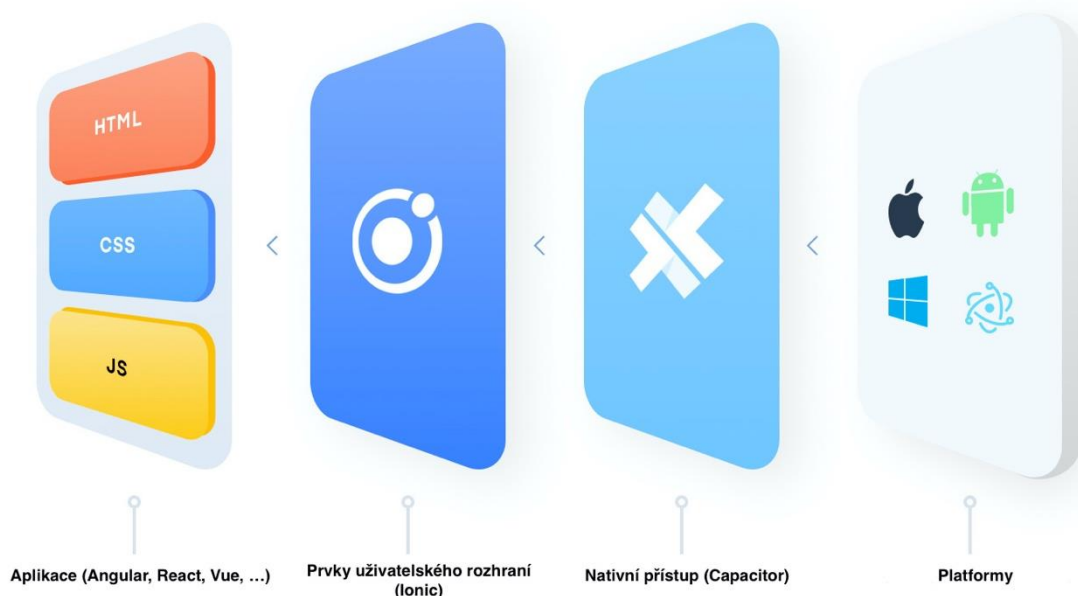 HTML
CSS
JS
Aplikace (Angular, React, Vue, …)
Prvky uživatelského rozhraní
(Ionic)
Nativní přístup (Capacitor)
Platformy